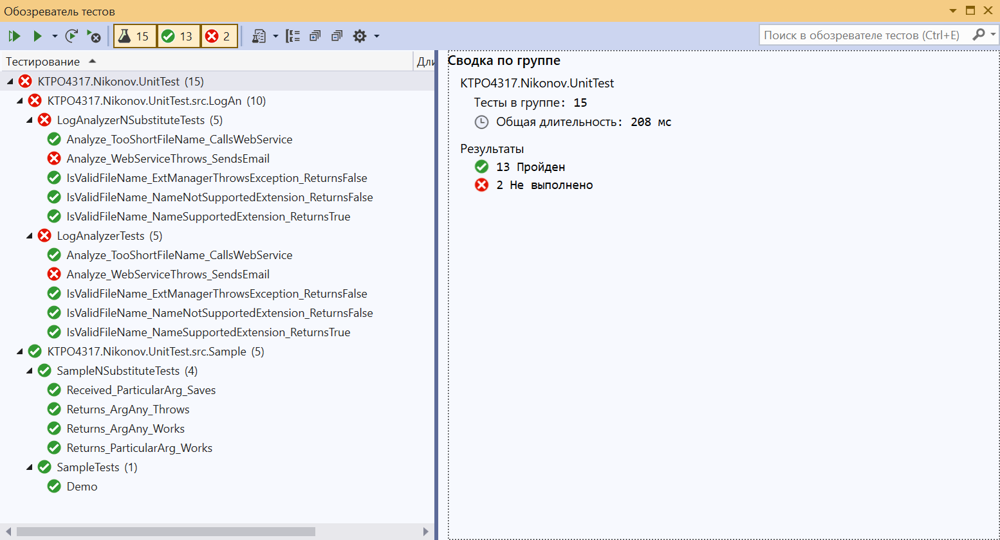 Обозреватель тестов
15 13 2
Поиск в обозревателе тестов (Ctrl+E)
Тестирование
KTPO4317.Nikonov.UnitTest (15)
KTPO4317.Nikonov.UnitTest.src.LogAn (10)
LogAnalyzerNSubstituteTests (5)
Analyze_TooShortFileName_CallsWebService
Analyze_WebServiceThrows_SendsEmail
IsValidFileName_ExtManagerThrowsException_ReturnsFalse
IsValidFileName_NameNotSupportedExtension_ReturnsFalse
IsValidFileName_NameSupportedExtension_ReturnsTrue
LogAnalyzerTests (5)
Analyze_TooShortFileName_CallsWebService
Analyze_WebServiceThrows_SendsEmail
IsValidFileName_ExtManagerThrowsException_ReturnsFalse
IsValidFileName_NameNotSupportedExtension_ReturnsFalse
IsValidFileName_NameSupportedExtension_ReturnsTrue
KTPO4317.Nikonov.UnitTest.src.Sample (5)
SampleNSubstituteTests (4)
Received_ParticularArg_Saves
Returns_ArgAny_Throws
Returns_ArgAny_Works
Returns_ParticularArg_Works
SampleTests (1)
Demo
Сводка по группе
KTPO4317.Nikonov.UnitTest
Тесты в группе: 15
Общая длительность: 208 мс
Результаты
13 Пройден
2 Не выполнено